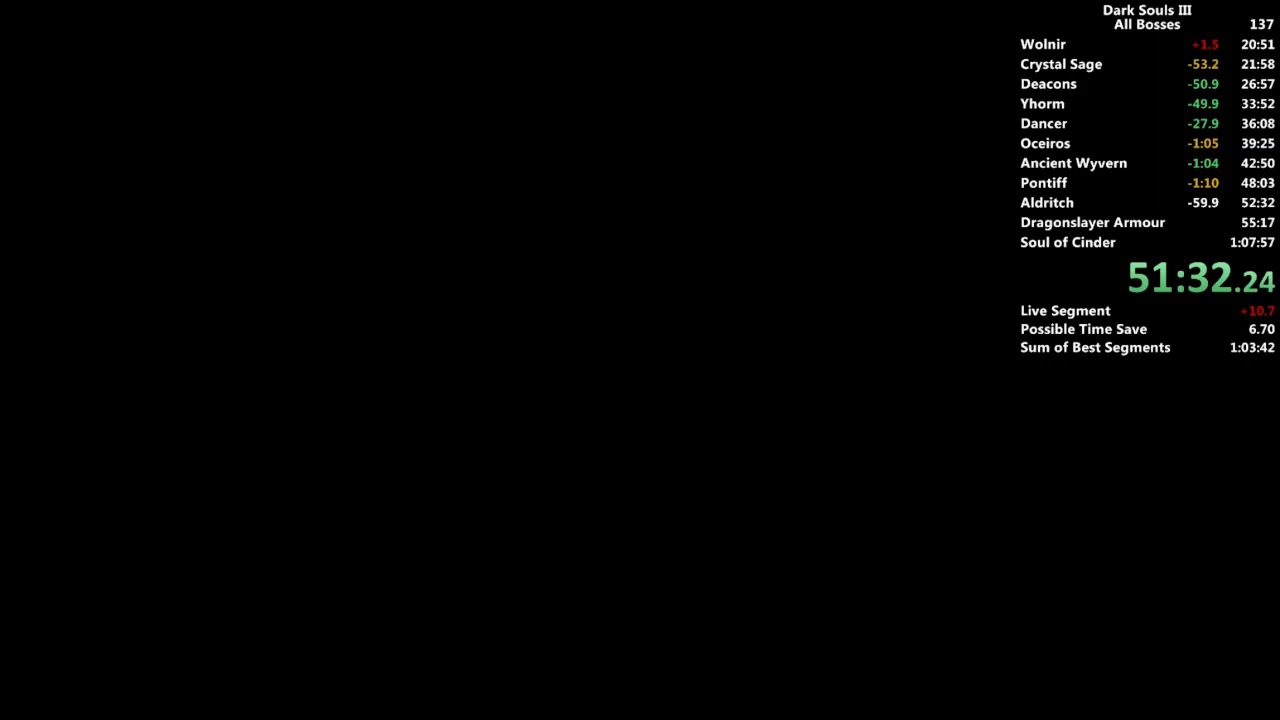 Dark Souls III
All Bosses 137
Wolnir +1.5 20:51
Crystal Sage -53.2 21:58
Deacons -50.9 26:57
Yhorm -49.9 33:52
Dancer -27.9 36:08
Oceiros -1:05 39:25
Ancient Wyvern -1:04 42:50
Pontiff -1:10 48:03
Aldritch -59.9 52:32
Dragonslayer Armour 55:17
Soul of Cinder 1:07:57
51:32.24
Live Segment +10.7
Possible Time Save 6.70
Sum of Best Segments 1:03:42